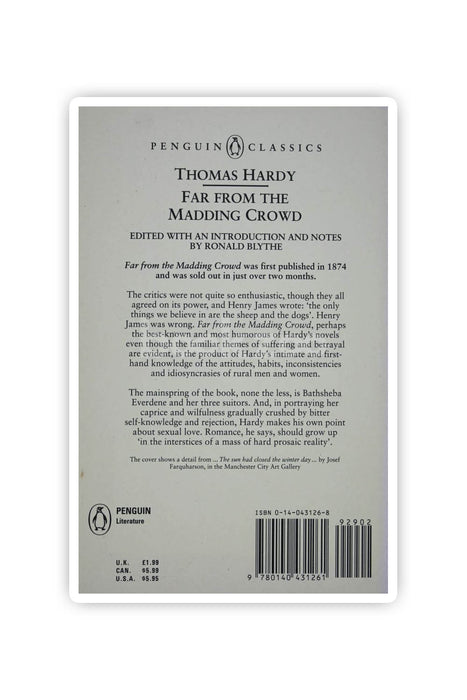 PENGUIN CLASSICS
THOMAS HARDY
FAR FROM THE
MADDING CROWD
EDITED WITH AN INTRODUCTION AND NOTES
BY RONALD BLYTHE
Far from the Madding Crowd was first published in 1874
and was sold out in just over two months.
The critics were not quite so enthusiastic, though they all
agreed on its power, and Henry James wrote: 'the only
things we believe in are the sheep and the dogs'. Henry
James was wrong. Far from the Madding Crowd, perhaps
the best-known and most humorous of Hardy's novels
even though the familiar themes of suffering and betrayal
are evident, is the product of Hardy's intimate and first-
hand knowledge of the attitudes, habits, inconsistencies
and idiosyncrasies of rural men and women.
The mainspring of the book, none the less, is Bathsheba
Everdene and her three suitors. And, in portraying her
caprice and wilfulness gradually crushed by bitter
self-knowledge and rejection, Hardy makes his own point
about sexual love. Romance, he says, should grow up
'in the interstices of a mass of hard prosaic reality'.
The cover shows a detail from ...The sun had closed the winter day... by Josef
Farquharson, in the Manchester City Art Gallery
PENGUIN
Literature
U.K. £1.99
CAN. $5.99
U.S.A. $5.95
ISBN 0-14-043126-8
92902
9 780140 431261